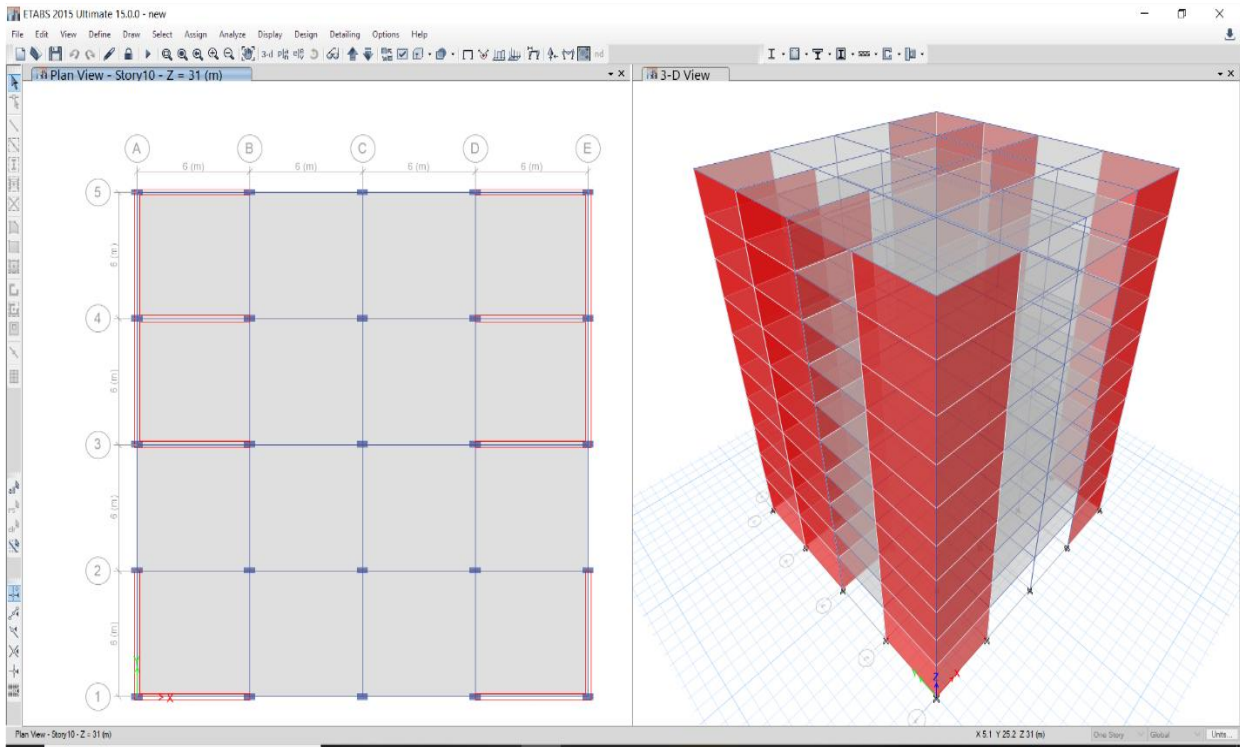 ETABS 2015 Ultimate 15.0.0 - new
File Edit View Define Draw Select Assign Analyze Display Design Detailing Options Help
3-d
Plan View - Story10 - Z = 31 (m)
3-D View
A B C D E
6 (m) 6 (m) 6 (m) 6 (m)
5
6 (m)
4
6 (m)
3
6 (m)
2
6 (m)
1
Y
X
Z
X
Plan View - Story10 - Z = 31 (m)
X 5.1 Y 25.2 Z 31 (m)
One Story
Global
Units...